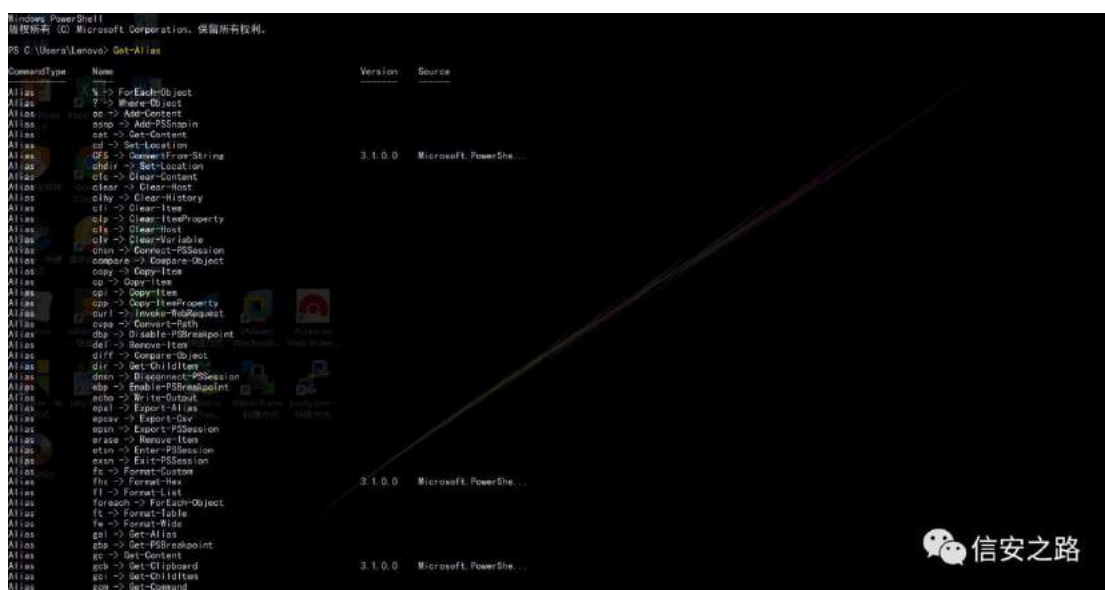 Windows PowerShell
版权所有 (C) Microsoft Corporation。保留所有权利。
PS C:\Users\Lenovo> Get-Alias
CommandType Name Version Source
Alias % -> ForEach-Object
Alias ? -> Where-Object
Alias ac -> Add-Content
Alias asnp -> Add-PSSnapin
Alias cat -> Get-Content
Alias cd -> Set-Location
Alias CFS -> ConvertFrom-String 3.1.0.0 Microsoft.PowerShe...
Alias chdir -> Set-Location
Alias clc -> Clear-Content
Alias clear -> Clear-Host
Alias clhy -> Clear-History
Alias cli -> Clear-Item
Alias clp -> Clear-ItemProperty
Alias cls -> Clear-Host
Alias clv -> Clear-Variable
Alias cnsn -> Connect-PSSession
Alias compare -> Compare-Object
Alias copy -> Copy-Item
Alias cp -> Copy-Item
Alias cpi -> Copy-Item
Alias cpp -> Copy-ItemProperty
Alias curl -> Invoke-WebRequest
Alias cvpa -> Convert-Path
Alias dbp -> Disable-PSBreakpoint
Alias del -> Remove-Item
Alias diff -> Compare-Object
Alias dir -> Get-ChildItem
Alias dnsn -> Disconnect-PSSession
Alias ebp -> Enable-PSBreakpoint
Alias echo -> Write-Output
Alias epal -> Export-Alias
Alias epcsv -> Export-Csv
Alias epsn -> Export-PSSession
Alias erase -> Remove-Item
Alias etsn -> Enter-PSSession
Alias exsn -> Exit-PSSession
Alias fc -> Format-Custom
Alias fhx -> Format-Hex 3.1.0.0 Microsoft.PowerShe...
Alias fl -> Format-List
Alias foreach -> ForEach-Object
Alias ft -> Format-Table
Alias fw -> Format-Wide
Alias gal -> Get-Alias
Alias gbp -> Get-PSBreakpoint
Alias gc -> Get-Content
Alias gcb -> Get-Clipboard 3.1.0.0 Microsoft.PowerShe...
Alias gci -> Get-ChildItem
Alias gcm -> Get-Command
信安之路